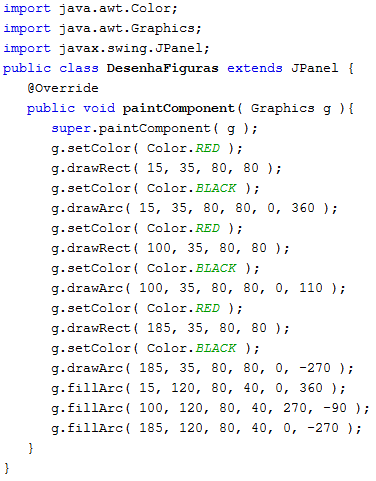 import java.awt.Color;
import java.awt.Graphics;
import javax.swing.JPanel;
public class DesenhaFiguras extends JPanel {
   @Override
   public void paintComponent( Graphics g ){
      super.paintComponent( g );
      g.setColor( Color.RED );
      g.drawRect( 15, 35, 80, 80 );
      g.setColor( Color.BLACK );
      g.drawArc( 15, 35, 80, 80, 0, 360 );
      g.setColor( Color.RED );
      g.drawRect( 100, 35, 80, 80 );
      g.setColor( Color.BLACK );
      g.drawArc( 100, 35, 80, 80, 0, 110 );
      g.setColor( Color.RED );
      g.drawRect( 185, 35, 80, 80 );
      g.setColor( Color.BLACK );
      g.drawArc( 185, 35, 80, 80, 0, -270 );
      g.fillArc( 15, 120, 80, 40, 0, 360 );
      g.fillArc( 100, 120, 80, 40, 270, -90 );
      g.fillArc( 185, 120, 80, 40, 0, -270 );
   }
}